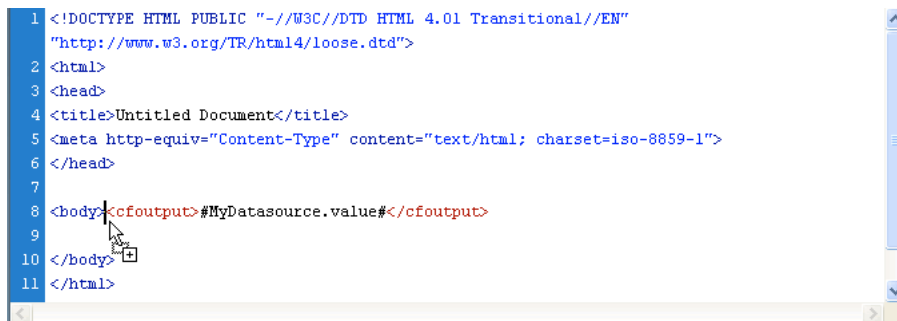 1 <!DOCTYPE HTML PUBLIC "-//W3C//DTD HTML 4.01 Transitional//EN"
"http://www.w3.org/TR/html4/loose.dtd">
2 <html>
3 <head>
4 <title>Untitled Document</title>
5 <meta http-equiv="Content-Type" content="text/html; charset=iso-8859-1">
6 </head>
7
8 <body><cfoutput>#MyDatasource.value#</cfoutput>
9
10 </body>
11 </html>